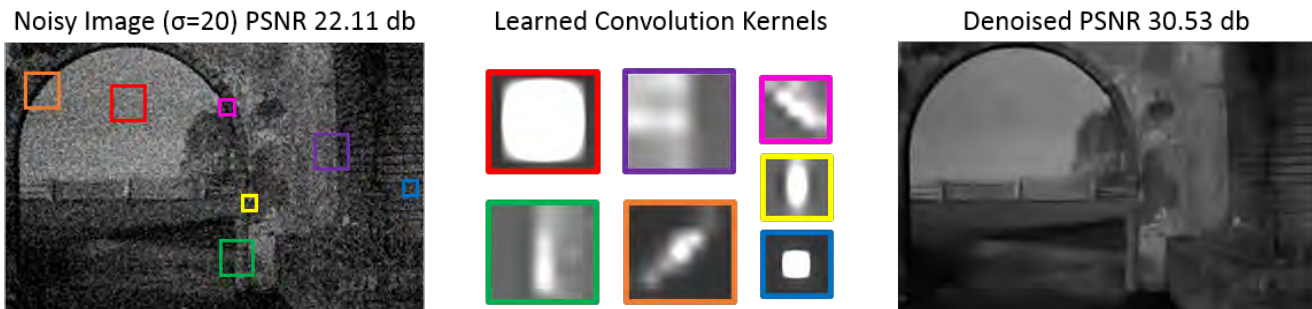 Noisy Image (σ=20) PSNR 22.11 db
Learned Convolution Kernels
Denoised PSNR 30.53 db